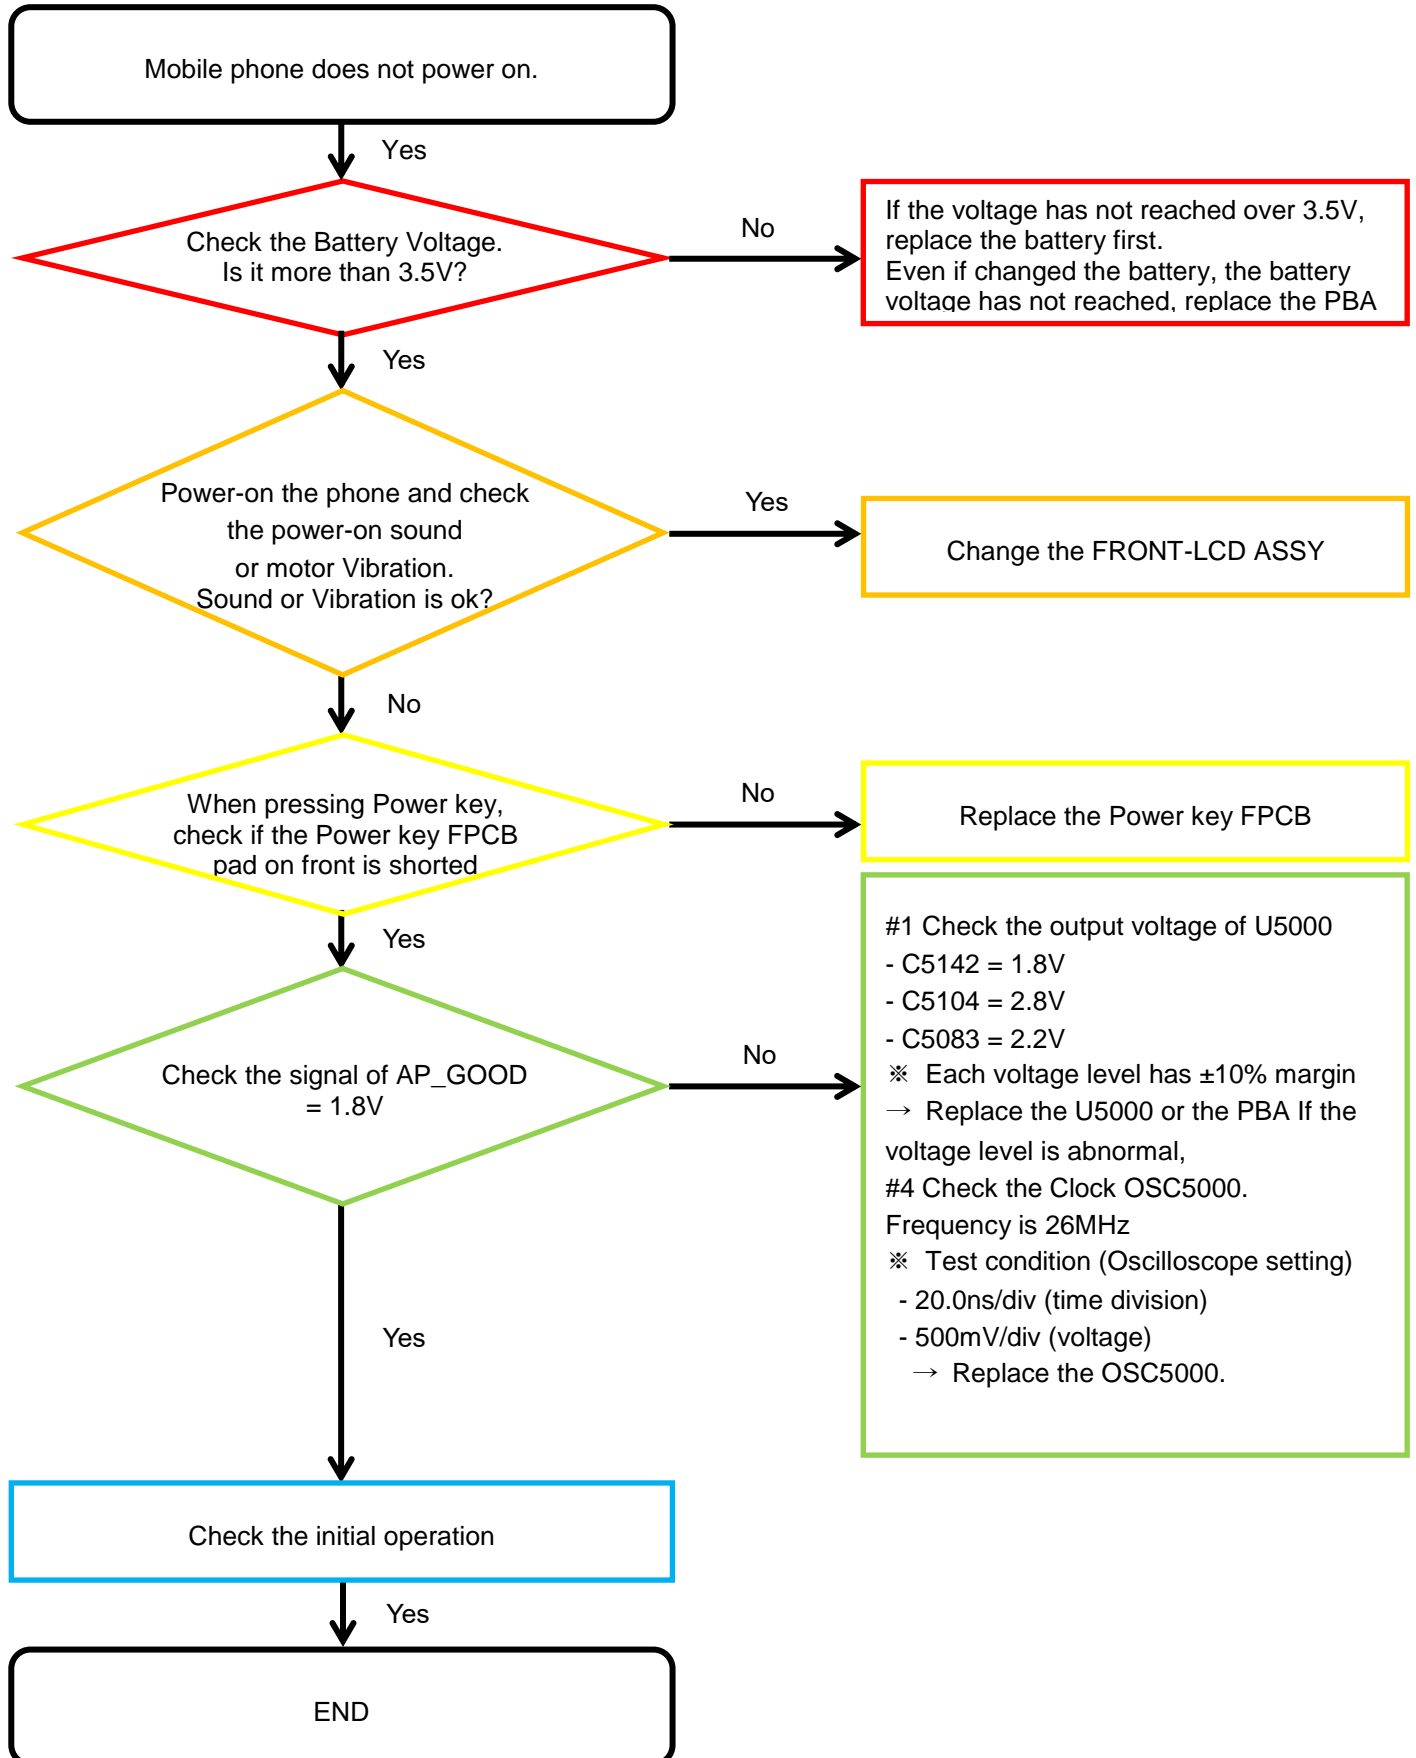 Mobile phone does not power on.
Yes
Check the Battery Voltage.
Is it more than 3.5V?
No
If the voltage has not reached over 3.5V,
replace the battery first.
Even if changed the battery, the battery
voltage has not reached, replace the PBA
Yes
Power-on the phone and check
the power-on sound
or motor Vibration.
Sound or Vibration is ok?
Yes
Change the FRONT-LCD ASSY
No
When pressing Power key,
check if the Power key FPCB
pad on front is shorted
No
Replace the Power key FPCB
Yes
Check the signal of AP_GOOD
= 1.8V
No
#1 Check the output voltage of U5000
- C5142 = 1.8V
- C5104 = 2.8V
- C5083 = 2.2V
※ Each voltage level has ±10% margin
→ Replace the U5000 or the PBA If the
voltage level is abnormal,
#4 Check the Clock OSC5000.
Frequency is 26MHz
※ Test condition (Oscilloscope setting)
- 20.0ns/div (time division)
- 500mV/div (voltage)
→ Replace the OSC5000.
Yes
Check the initial operation
Yes
END